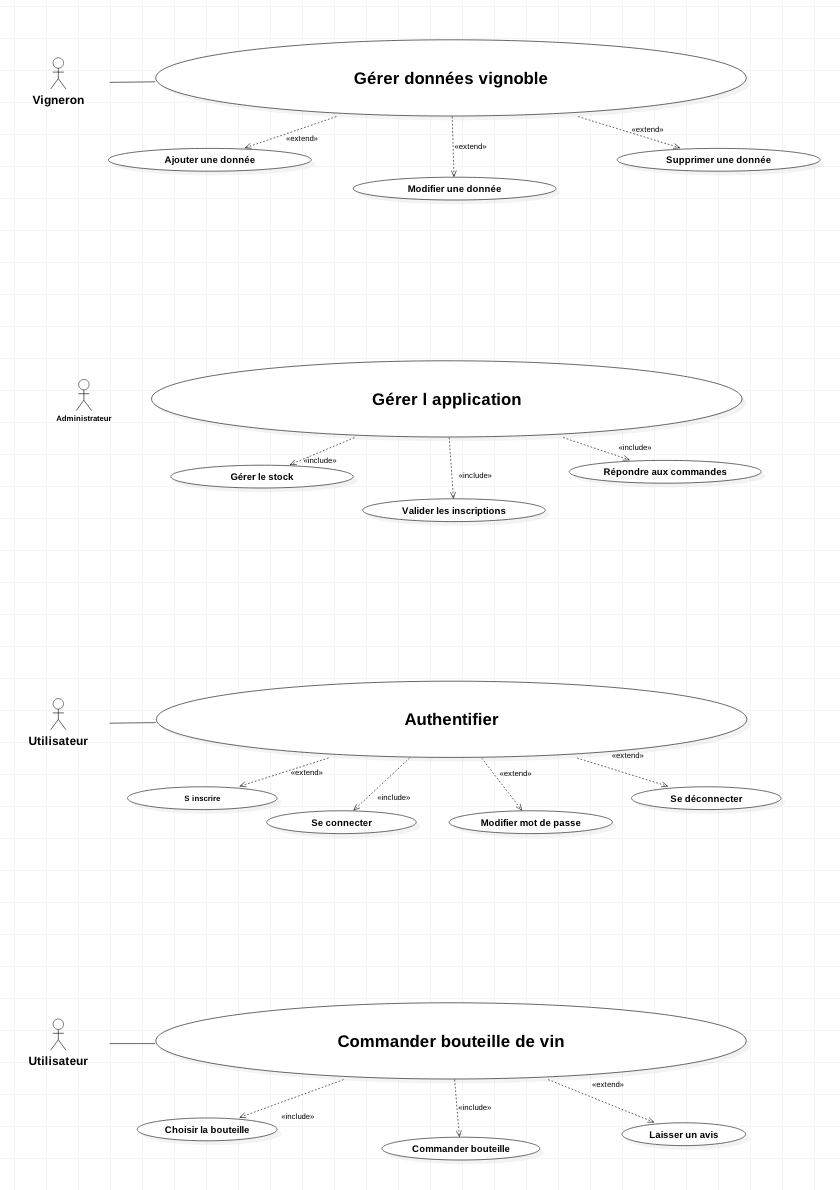 Gérer données vignoble
Vigneron
«extend»
«extend»
«extend»
Ajouter une donnée
Modifier une donnée
Supprimer une donnée
Gérer l application
Administrateur
«include»
«include»
«include»
Gérer le stock
Valider les inscriptions
Répondre aux commandes
Authentifier
Utilisateur
«extend»
«include»
«extend»
«extend»
S inscrire
Se connecter
Modifier mot de passe
Se déconnecter
Commander bouteille de vin
Utilisateur
«include»
«include»
«extend»
Choisir la bouteille
Commander bouteille
Laisser un avis